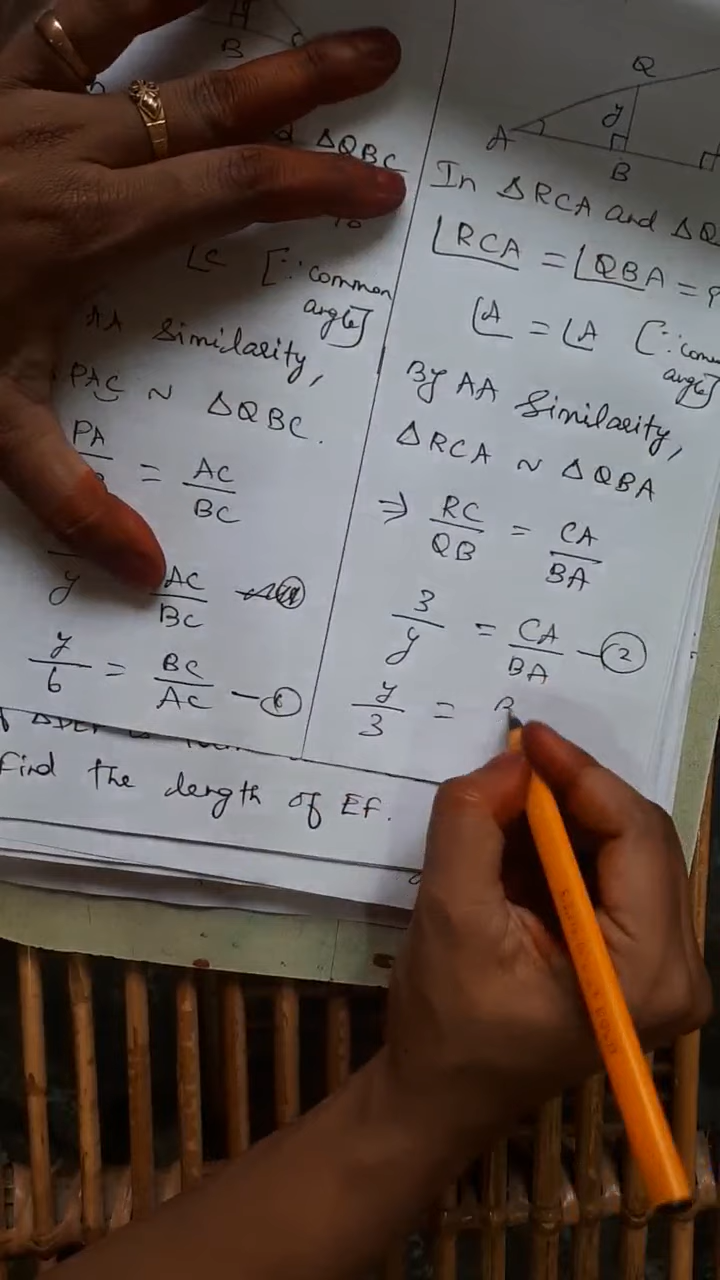 B
ΔQBC
∠C [∵ common
angle]
AA Similarity,
PAC ~ ΔQBC.
PA
= AC/BC
y
AC/BC
y/6 = BC/AC —①
Find the length of EF.
Q
y
A
B
In ΔRCA and ΔQ
∠RCA = ∠QBA =
∠A = ∠A [∵
angle]
By AA Similarity,
ΔRCA ~ ΔQBA
⇒ RC/QB = CA/BA
3/y = CA/BA —②
y/3 =